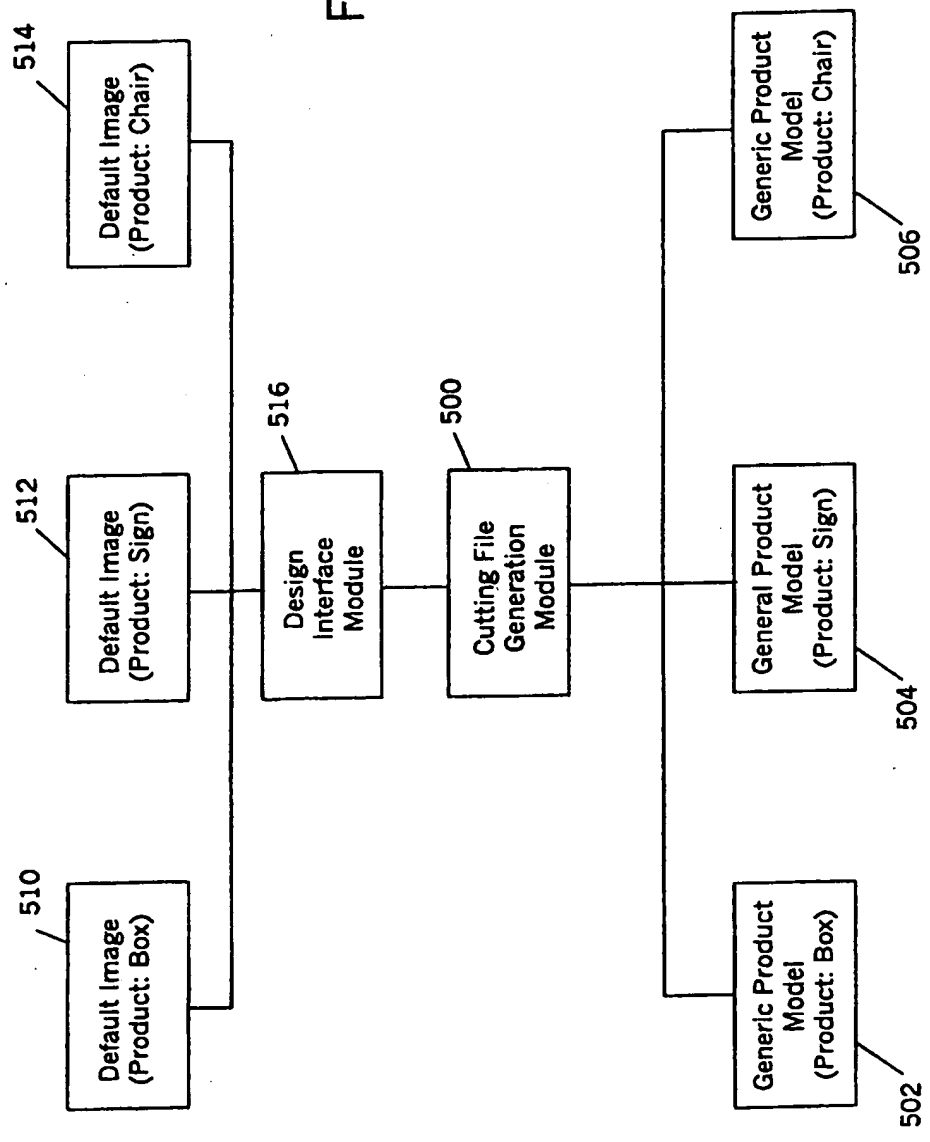 510
Default Image
(Product: Box)
512
Default Image
(Product: Sign)
514
Default Image
(Product: Chair)
F
516
Design
Interface
Module
500
Cutting File
Generation
Module
Generic Product
Model
(Product: Box)
502
General Product
Model
(Product: Sign)
504
Generic Product
Model
(Product: Chair)
506